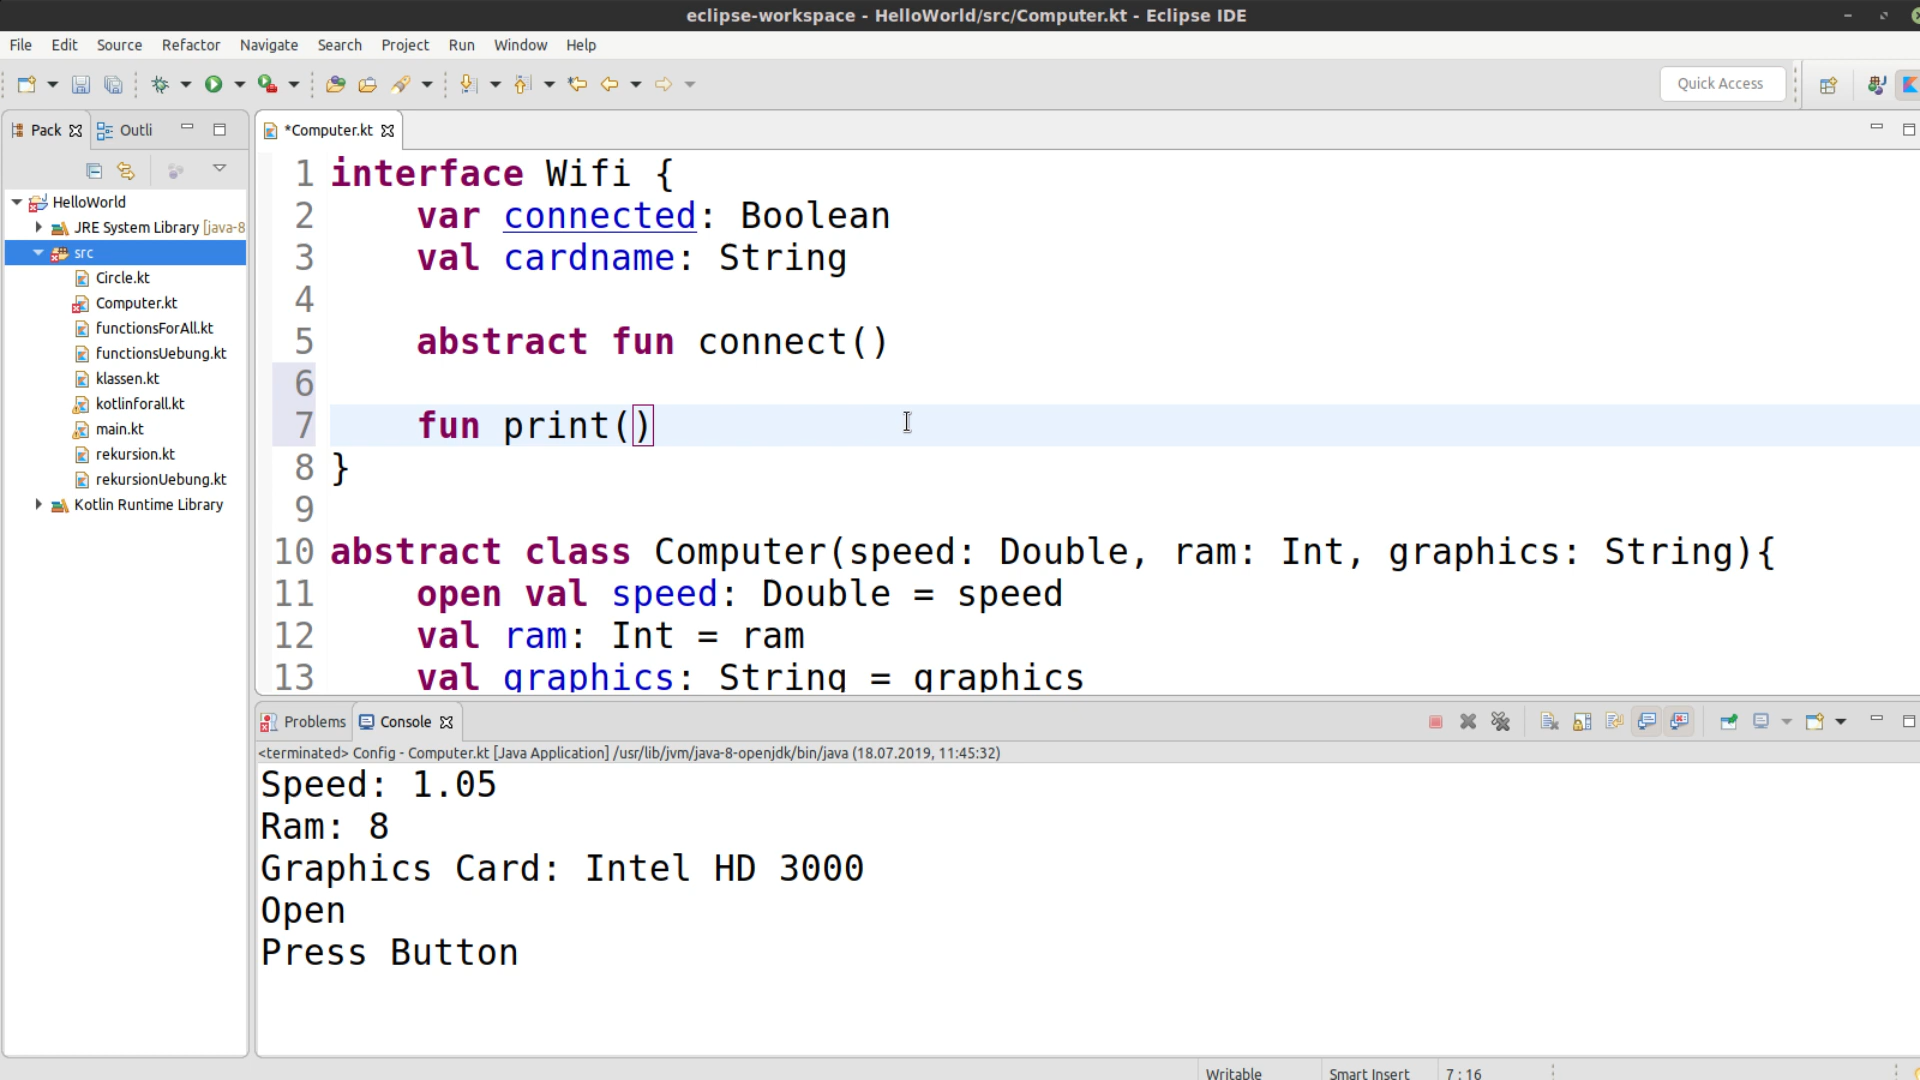 eclipse-workspace - HelloWorld/src/Computer.kt - Eclipse IDE
File Edit Source Refactor Navigate Search Project Run Window Help
Quick Access
Pack Outli
*Computer.kt
HelloWorld
JRE System Library [java-8
src
Circle.kt
Computer.kt
functionsForAll.kt
functionsUebung.kt
klassen.kt
kotlinforall.kt
main.kt
rekursion.kt
rekursionUebung.kt
Kotlin Runtime Library
1 interface Wifi {
2 var connected: Boolean
3 val cardname: String
4
5 abstract fun connect()
6
7 fun print()
8 }
9
10 abstract class Computer(speed: Double, ram: Int, graphics: String){
11 open val speed: Double = speed
12 val ram: Int = ram
13 val graphics: String = graphics
Problems Console
<terminated> Config - Computer.kt [Java Application] /usr/lib/jvm/java-8-openjdk/bin/java (18.07.2019, 11:45:32)
Speed: 1.05
Ram: 8
Graphics Card: Intel HD 3000
Open
Press Button
Writable Smart Insert 7 : 16